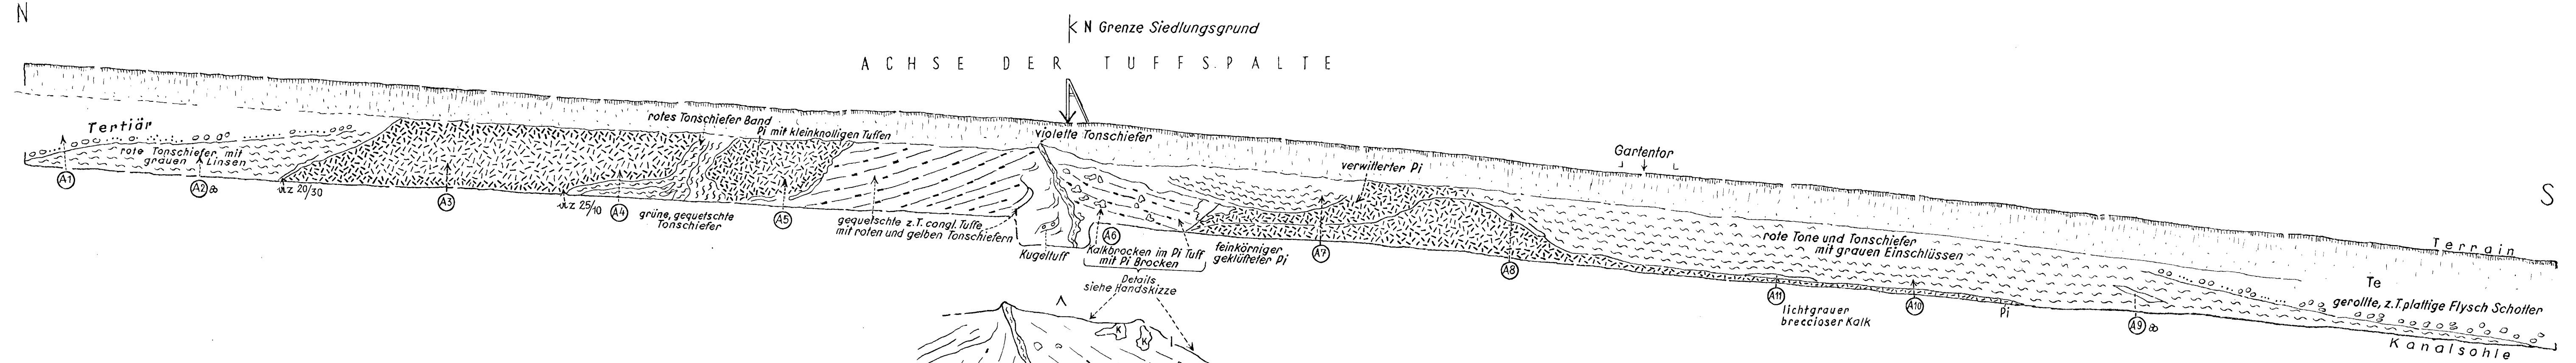 N
N Grenze Siedlungsgrund
ACHSE DER TUFFSPALTE
Tertiär
rote Tonschiefer mit
grauen Linsen
rotes Tonschiefer Band
Pi mit kleinknolligen Tuffen
violette Tonschiefer
verwitterter Pi
Gartentor
S
A1
A2
20/30
A3
25/10
A4
grüne, gequetschte
Tonschiefer
A5
gequetschte z.T. congl. Tuffe
mit roten und gelben Tonschiefern
Kugeltuff
A6
Kalkbrocken im Pi Tuff
mit Pi Brocken
feinkörniger
geklüfteter Pi
A7
A8
Details
siehe Handskizze
rote Tone und Tonschiefer
mit grauen Einschlüssen
A11
lichtgrauer
breccioser Kalk
A10
Pi
A9
Terrain
Te
gerollte, z.T. plattige Flysch Schotter
Kanalsohle
K
K